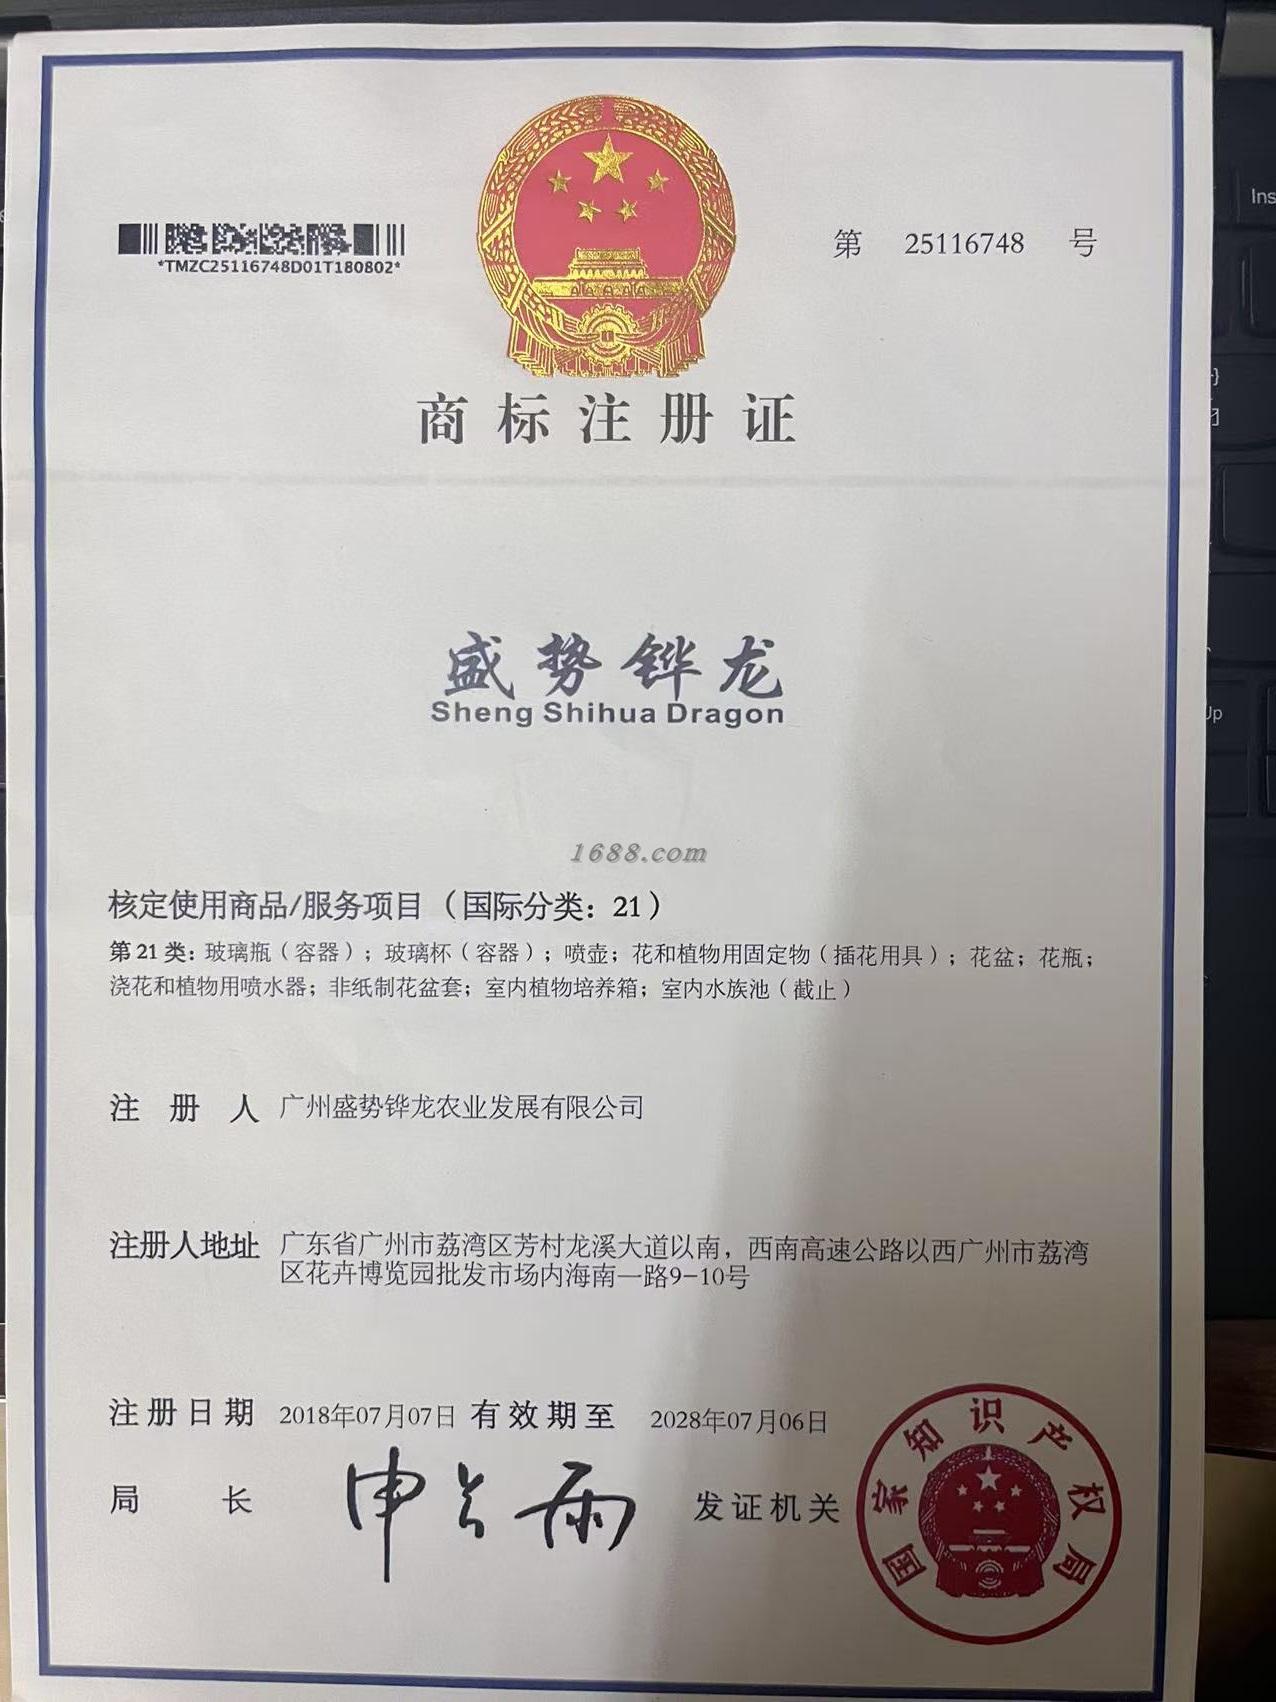 *TMZC25116748D01T180802*
第 25116748 号
商标注册证
盛势铧龙
Sheng Shihua Dragon
1688.com
核定使用商品/服务项目（国际分类：21）
第21类：玻璃瓶（容器）；玻璃杯（容器）；喷壶；花和植物用固定物（插花用具）；花盆；花瓶；
浇花和植物用喷水器；非纸制花盆套；室内植物培养箱；室内水族池（截止）
注册人 广州盛势铧龙农业发展有限公司
注册人地址 广东省广州市荔湾区芳村龙溪大道以南，西南高速公路以西广州市荔湾
区花卉博览园批发市场内海南一路9-10号
注册日期 2018年07月07日 有效期至 2028年07月06日
局长 申长雨 发证机关
国家知识产权局
Ins
Up